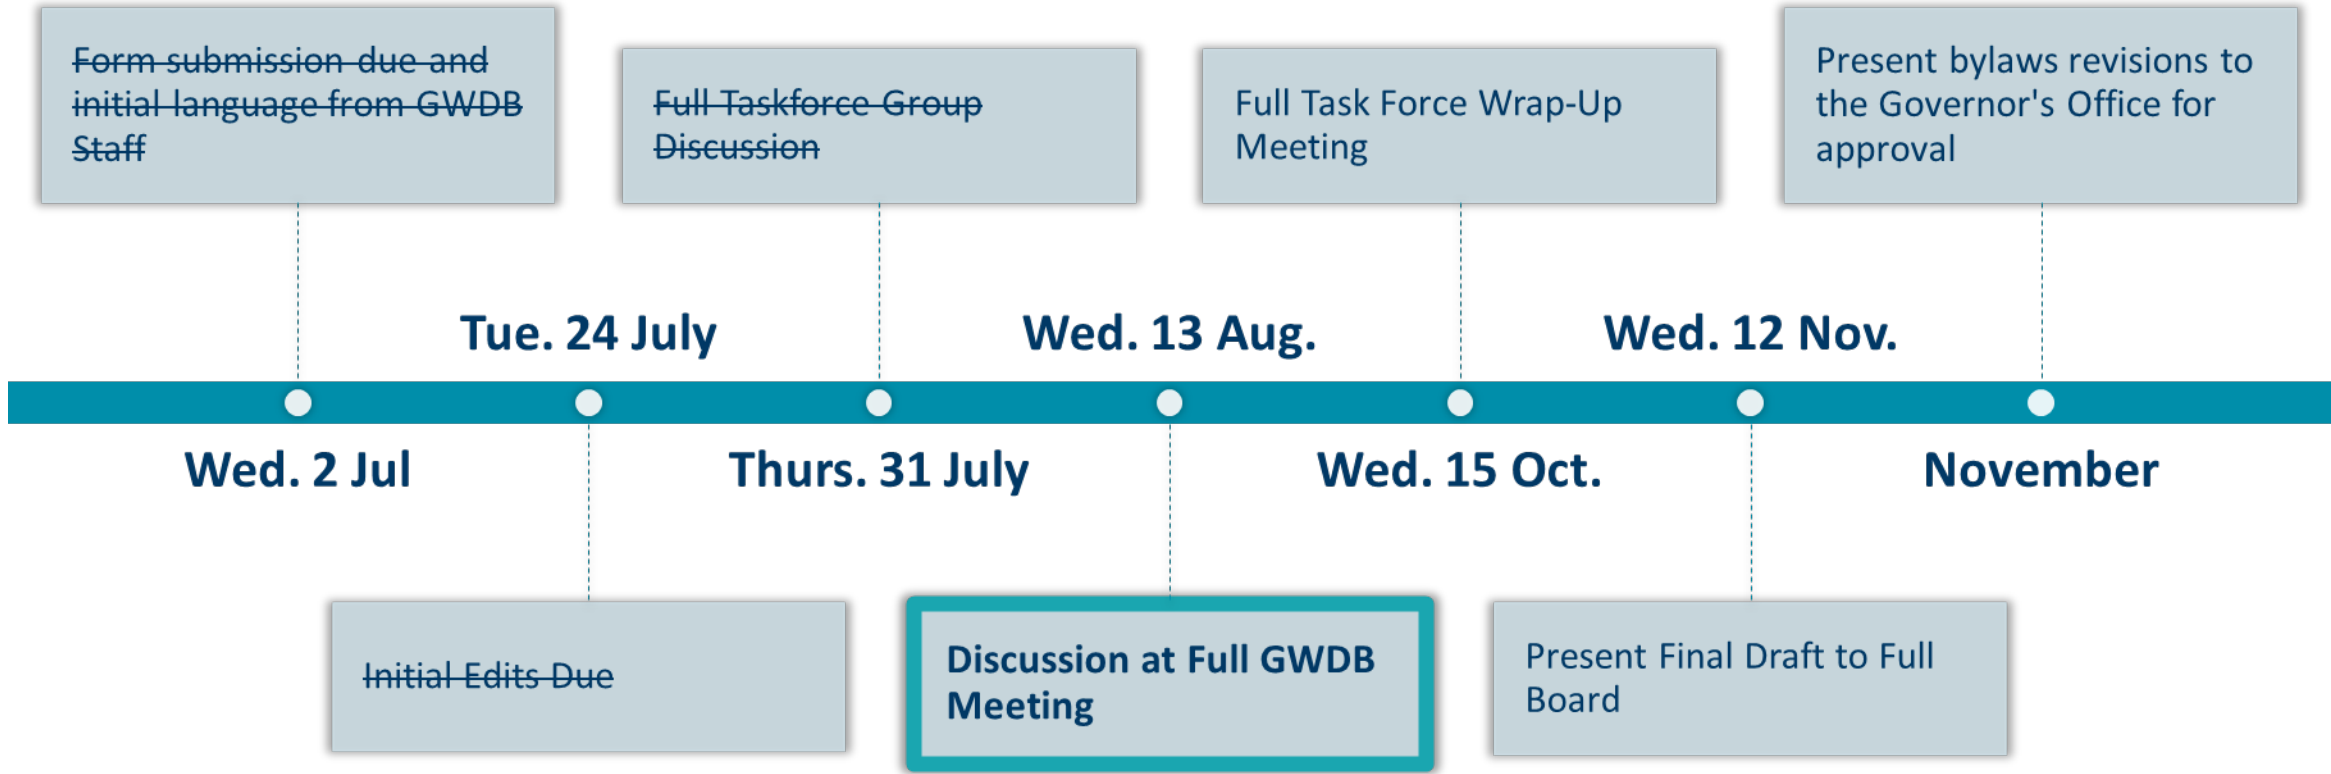 Form submission due and
initial language from GWDB
Staff
Full Taskforce Group
Discussion
Full Task Force Wrap-Up
Meeting
Present bylaws revisions to
the Governor's Office for
approval
Tue. 24 July
Wed. 13 Aug.
Wed. 12 Nov.
Wed. 2 Jul
Thurs. 31 July
Wed. 15 Oct.
November
Initial Edits Due
Discussion at Full GWDB
Meeting
Present Final Draft to Full
Board